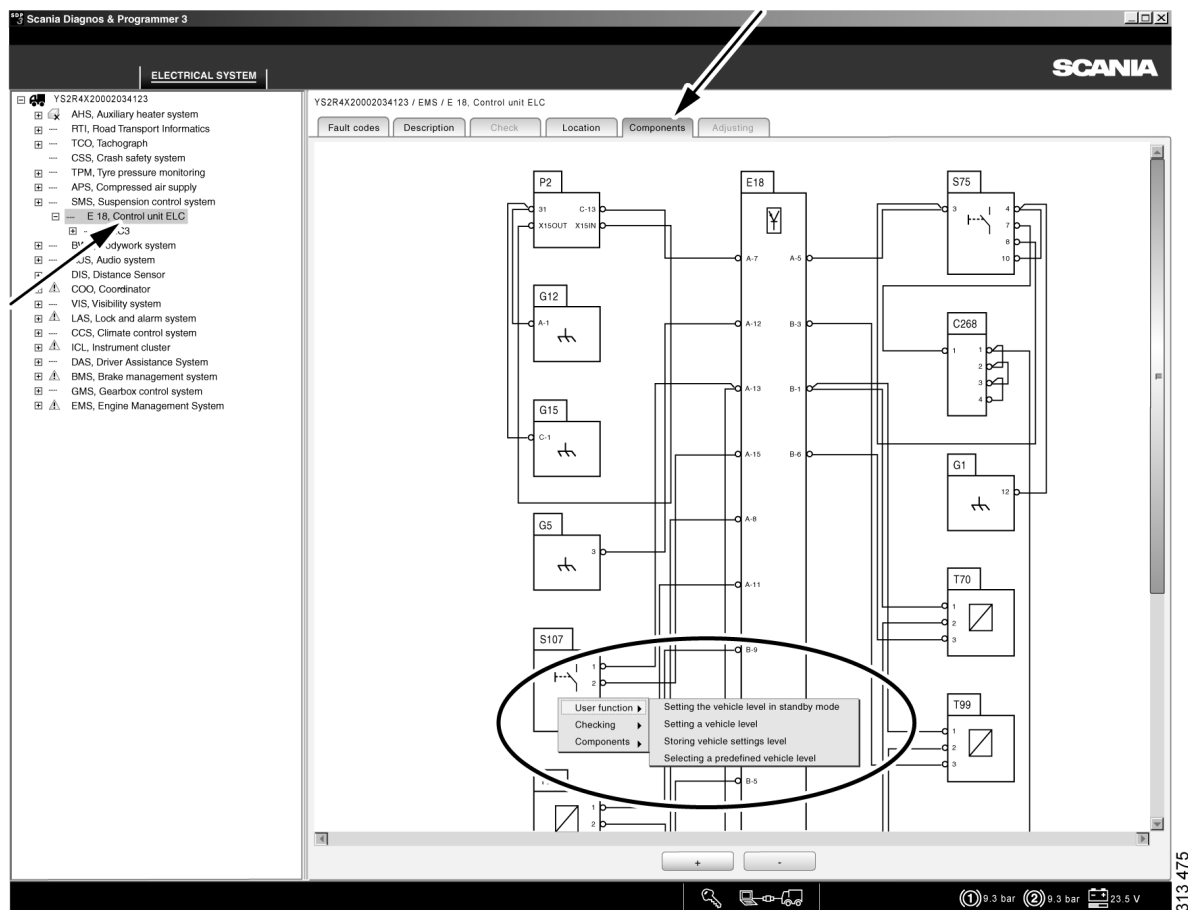 SDP 3 Scania Diagnos & Programmer 3
ELECTRICAL SYSTEM
SCANIA
YS2R4X20002034123
AHS, Auxiliary heater system
RTI, Road Transport Informatics
TCO, Tachograph
CSS, Crash safety system
TPM, Tyre pressure monitoring
APS, Compressed air supply
SMS, Suspension control system
E 18, Control unit ELC
C3
odywork system
Audio system
DIS, Distance Sensor
COO, Coordinator
VIS, Visibility system
LAS, Lock and alarm system
CCS, Climate control system
ICL, Instrument cluster
DAS, Driver Assistance System
BMS, Brake management system
GMS, Gearbox control system
EMS, Engine Management System
YS2R4X20002034123 / EMS / E 18, Control unit ELC
Fault codes Description Check Location Components Adjusting
P2
31 C-13
X15OUT X15IN
G12
A-1
G15
C-1
G5
3
S107
1
2
1
2
E18
A-7 A-5
A-12 B-3
A-13 B-1
A-15 B-6
A-8
A-11
B-9
B-5
S75
3 4
7
8
10
C268
1 1
2
3
4
G1
12
T70
1
2
3
T99
1
2
3
User function
Checking
Components
Setting the vehicle level in standby mode
Setting a vehicle level
Storing vehicle settings level
Selecting a predefined vehicle level
+ -
1 9.3 bar 2 9.3 bar 23.5 V
313 475